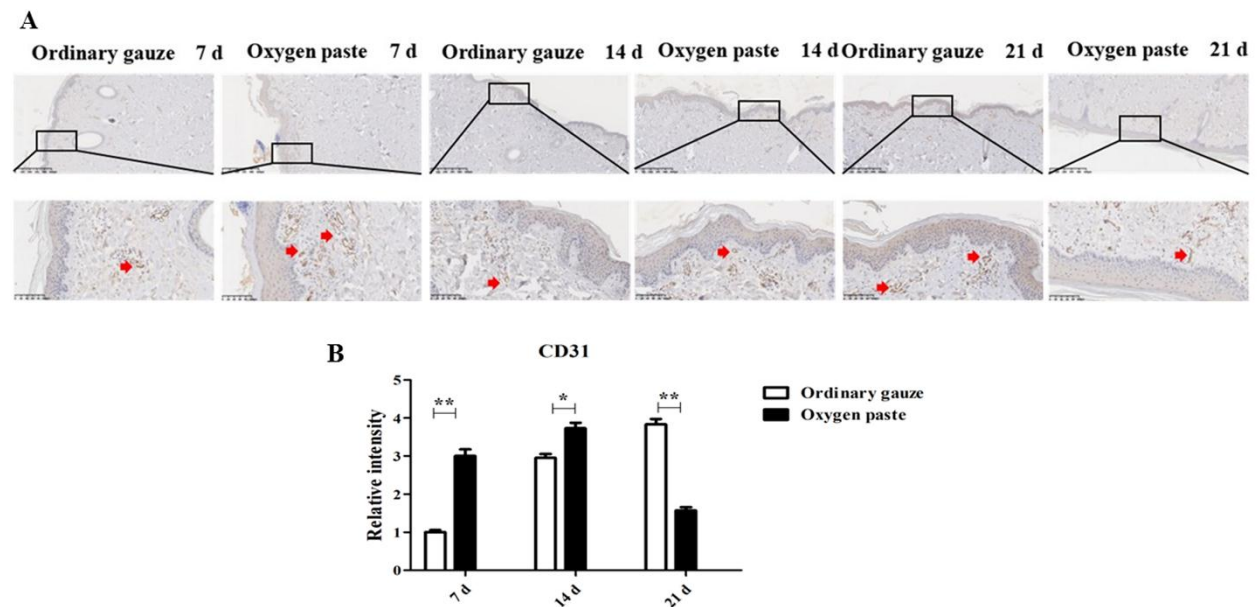 A
Ordinary gauze 7 d Oxygen paste 7 d Ordinary gauze 14 d Oxygen paste 14 d Ordinary gauze 21 d Oxygen paste 21 d
B
CD31
Relative intensity
5
4
3
2
1
0
**
*
**
7 d
14 d
21 d
Ordinary gauze
Oxygen paste